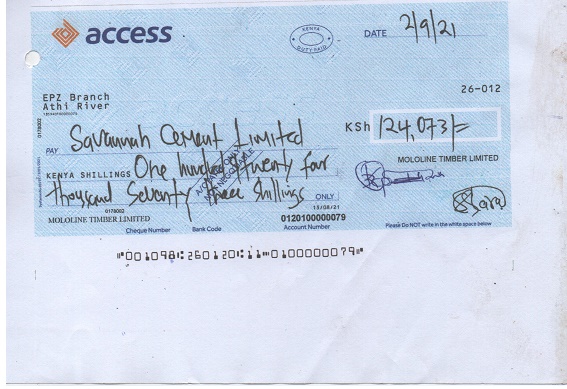 access
KENYA
DUTY PAID
DATE 2/9/21
EPZ Branch
Athi River
26-012
PAY Savannah Cement Limited
KSh 124,073/=
KENYA SHILLINGS One hundred twenty four
MOLOLINE TIMBER LIMITED
thousand Seventy three shillings ONLY
A/C PAYEE ONLY
NOT NEGOTIABLE
18/08/21
0178002
MOLOLINE TIMBER LIMITED
0120100000079
Cheque Number Bank Code Account Number Please Do NOT write in the white space below
"001098⑆260120⑆11⑉0100000079"